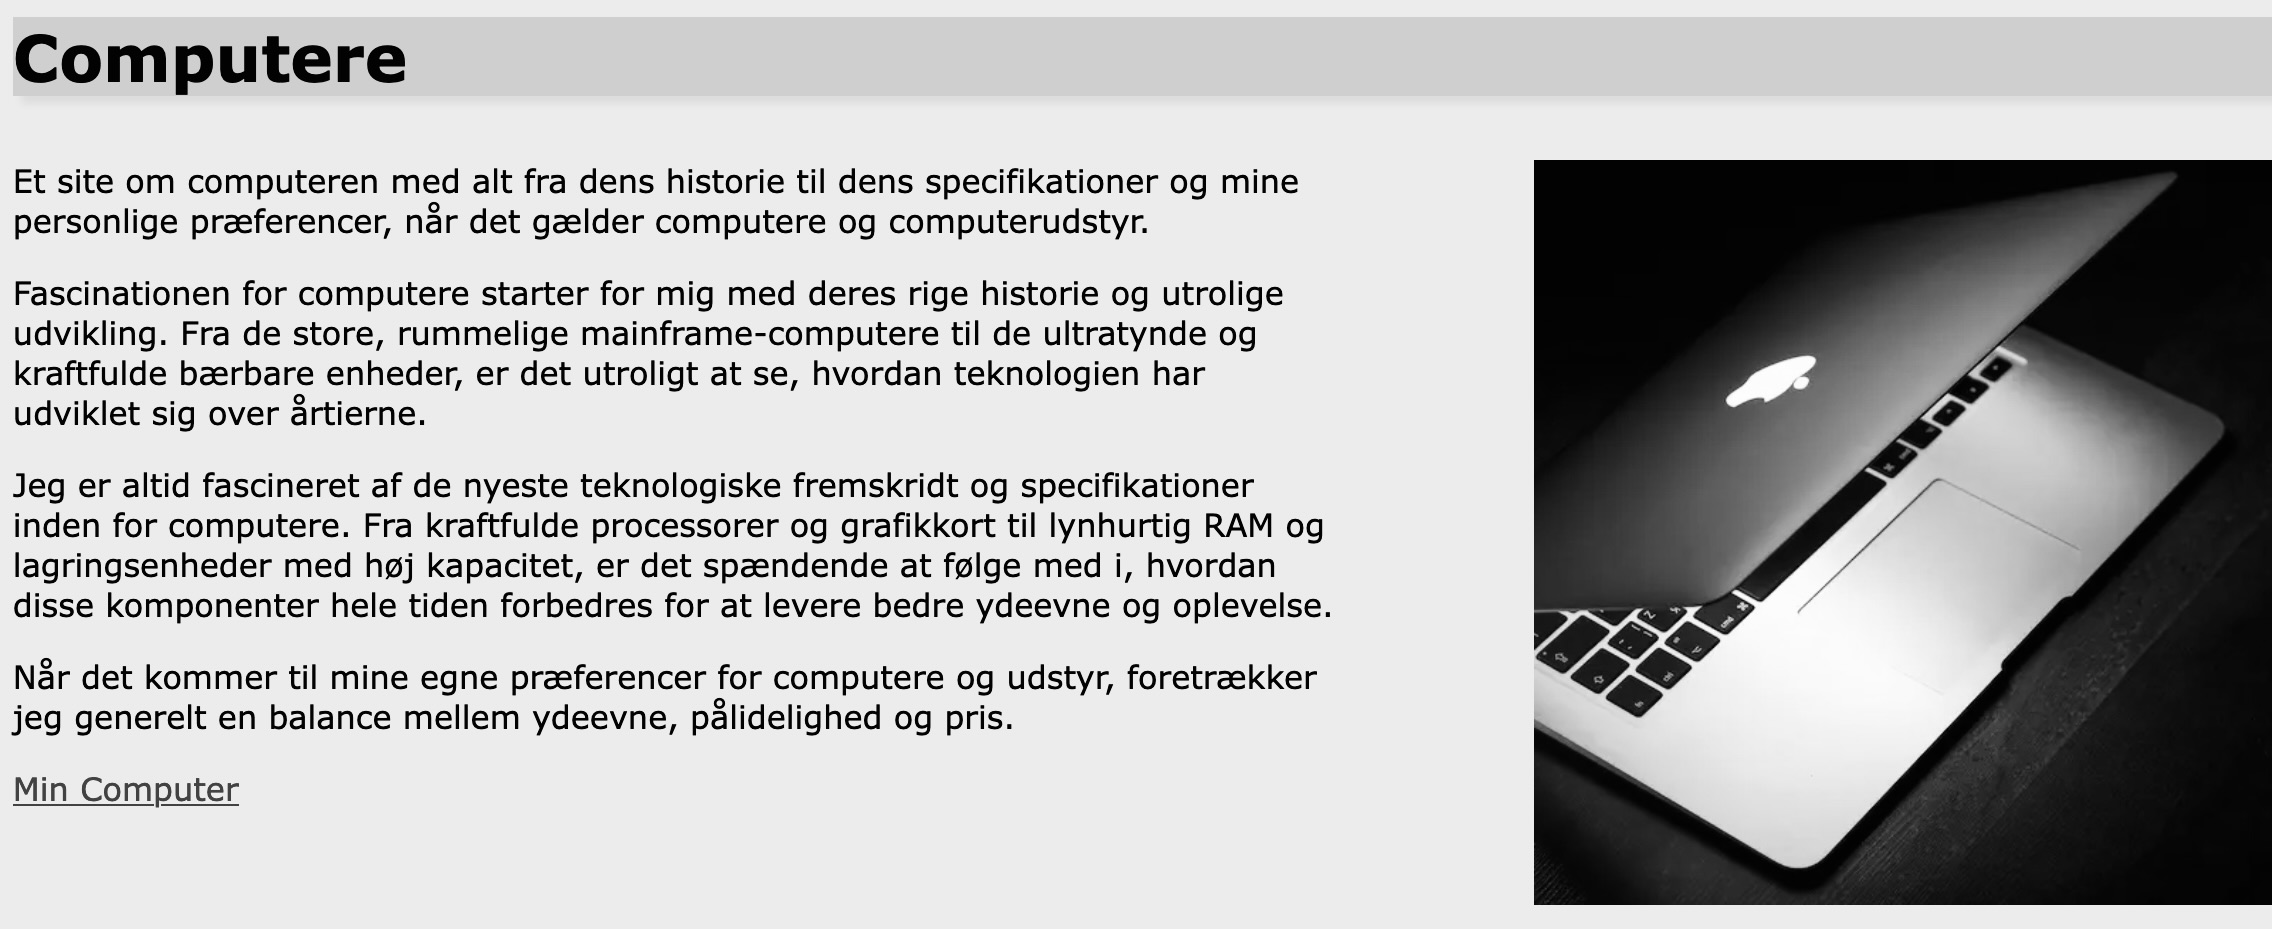 Computere
Et site om computeren med alt fra dens historie til dens specifikationer og mine
personlige præferencer, når det gælder computere og computerudstyr.
Fascinationen for computere starter for mig med deres rige historie og utrolige
udvikling. Fra de store, rummelige mainframe-computere til de ultratynde og
kraftfulde bærbare enheder, er det utroligt at se, hvordan teknologien har
udviklet sig over årtierne.
Jeg er altid fascineret af de nyeste teknologiske fremskridt og specifikationer
inden for computere. Fra kraftfulde processorer og grafikkort til lynhurtig RAM og
lagringsenheder med høj kapacitet, er det spændende at følge med i, hvordan
disse komponenter hele tiden forbedres for at levere bedre ydeevne og oplevelse.
Når det kommer til mine egne præferencer for computere og udstyr, foretrækker
jeg generelt en balance mellem ydeevne, pålidelighed og pris.
Min Computer